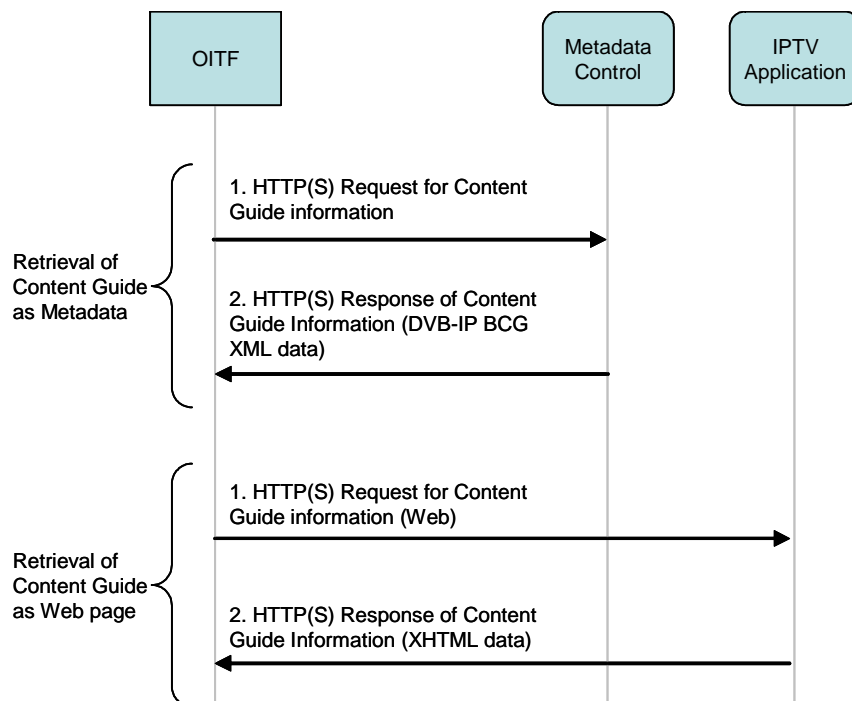 OITF
Metadata
Control
IPTV
Application
1. HTTP(S) Request for Content
Guide information
Retrieval of
Content Guide
as Metadata
2. HTTP(S) Response of Content
Guide Information (DVB-IP BCG
XML data)
1. HTTP(S) Request for Content
Guide information (Web)
Retrieval of
Content Guide
as Web page
2. HTTP(S) Response of Content
Guide Information (XHTML data)